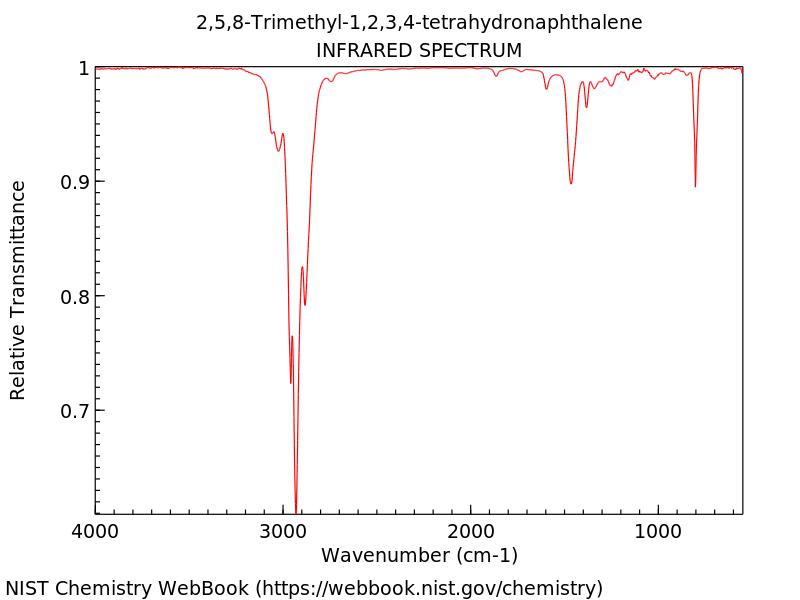 2,5,8-Trimethyl-1,2,3,4-tetrahydronaphthalene
INFRARED SPECTRUM
1
0.9
0.8
0.7
Relative Transmittance
4000 3000 2000 1000
Wavenumber (cm-1)
NIST Chemistry WebBook (https://webbook.nist.gov/chemistry)